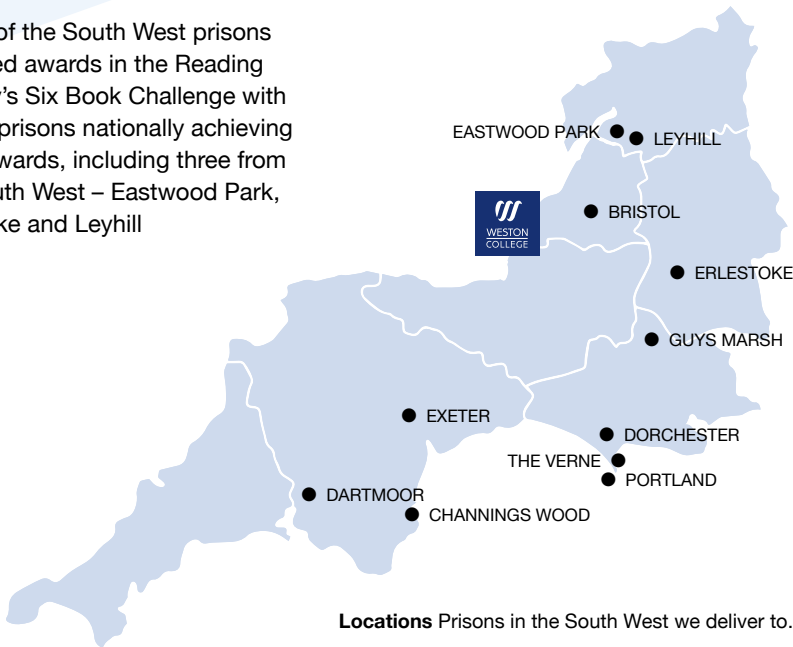 of the South West prisons
ed awards in the Reading
y's Six Book Challenge with
prisons nationally achieving
wards, including three from
uth West – Eastwood Park,
ke and Leyhill
EASTWOOD PARK
LEYHILL
WESTON
COLLEGE
BRISTOL
ERLESTOKE
GUYS MARSH
EXETER
DORCHESTER
THE VERNE
PORTLAND
DARTMOOR
CHANNINGS WOOD
Locations Prisons in the South West we deliver to.